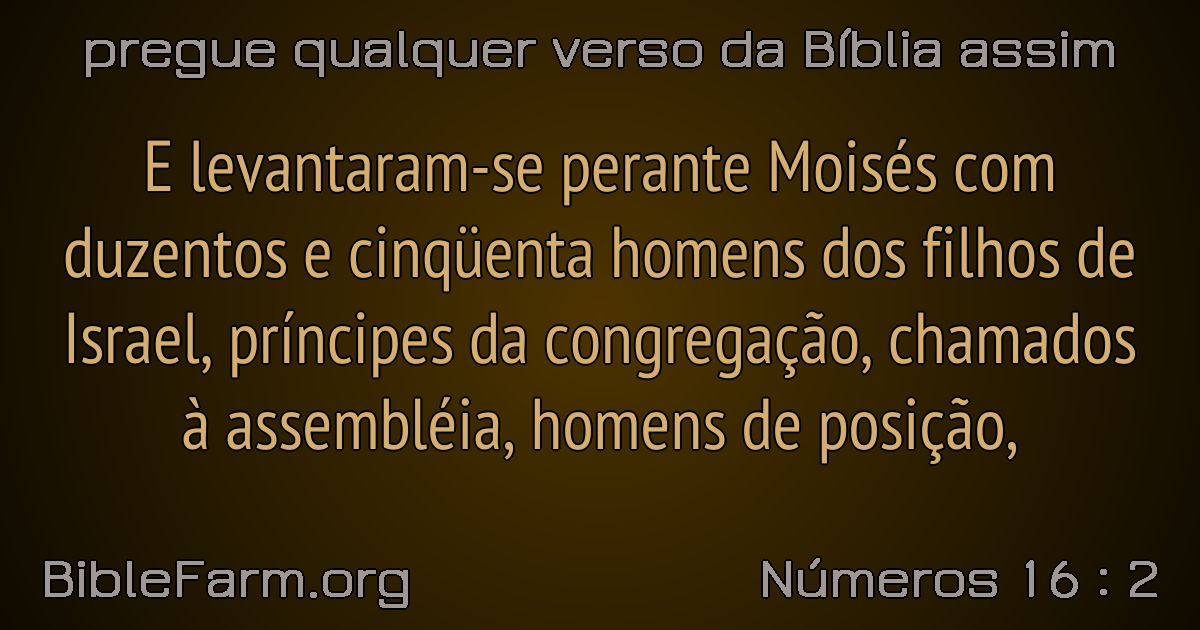 pregue qualquer verso da Bíblia assim
E levantaram-se perante Moisés com
duzentos e cinqüenta homens dos filhos de
Israel, príncipes da congregação, chamados
à assembléia, homens de posição,
BibleFarm.org
Números 16 : 2